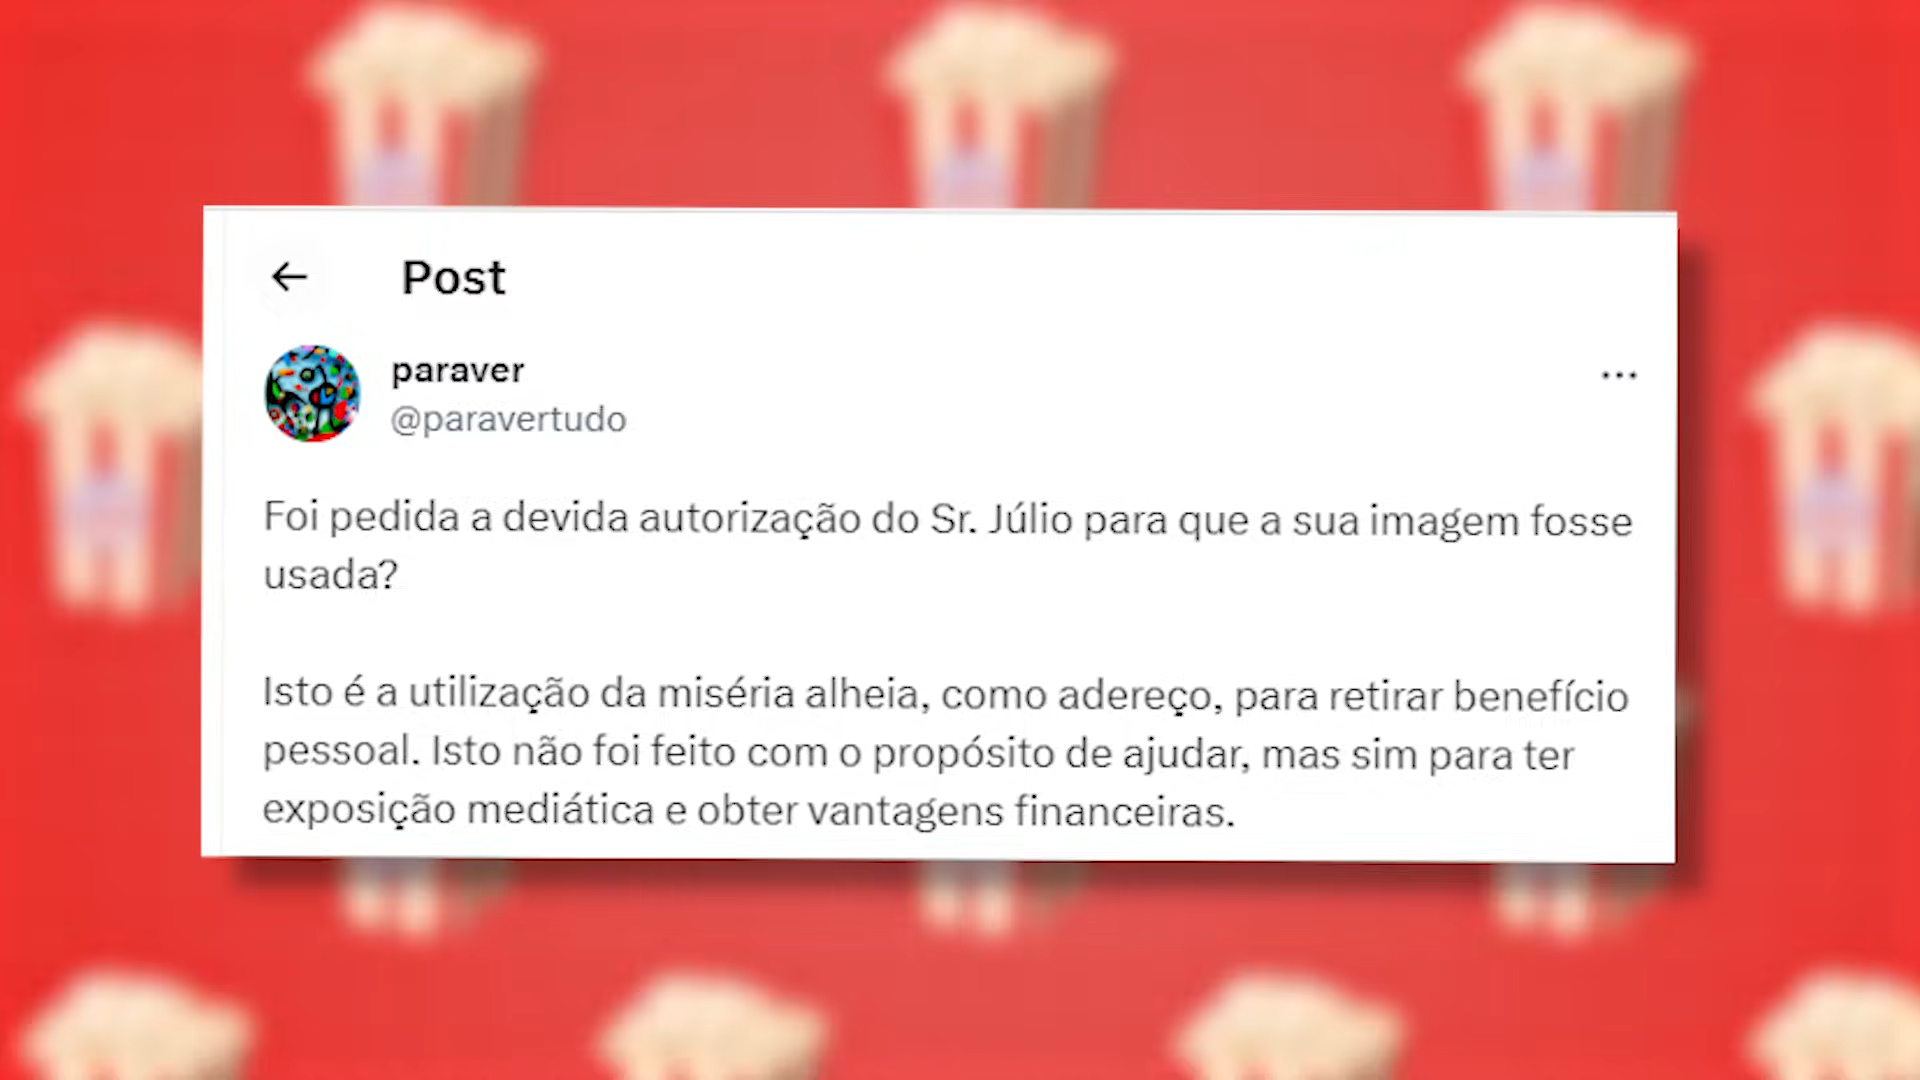 Post
paraver
@paravertudo
Foi pedida a devida autorização do Sr. Júlio para que a sua imagem fosse
usada?
Isto é a utilização da miséria alheia, como adereço, para retirar benefício
pessoal. Isto não foi feito com o propósito de ajudar, mas sim para ter
exposição mediática e obter vantagens financeiras.